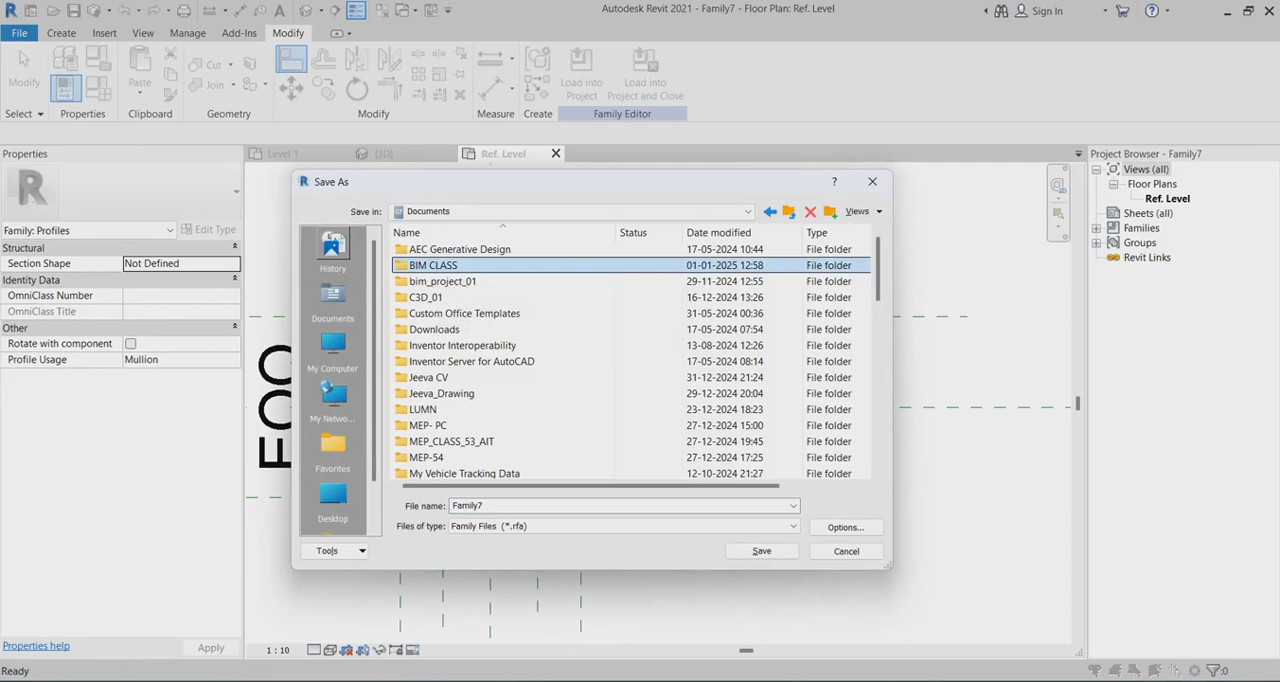 Autodesk Revit 2021 - Family7 - Floor Plan: Ref. Level
Sign In
File Create Insert View Manage Add-Ins Modify
Modify
Paste
Cut
Join
Load into Project
Load into Project and Close
Select Properties Clipboard Geometry Modify Measure Create Family Editor
Properties
Level 1
(3D)
Ref. Level
Project Browser - Family7
R
Family: Profiles
Edit Type
Structural
Section Shape Not Defined
Identity Data
OmniClass Number
OmniClass Title
Other
Rotate with component
Profile Usage Mullion
Views (all)
Floor Plans
Ref. Level
Sheets (all)
Families
Groups
Revit Links
Save As
Save in: Documents
Views
Name Status Date modified Type
AEC Generative Design 17-05-2024 10:44 File folder
BIM CLASS 01-01-2025 12:58 File folder
bim_project_01 29-11-2024 12:55 File folder
C3D_01 16-12-2024 13:26 File folder
Custom Office Templates 31-05-2024 00:36 File folder
Downloads 17-05-2024 07:54 File folder
Inventor Interoperability 13-08-2024 12:26 File folder
Inventor Server for AutoCAD 17-05-2024 08:14 File folder
Jeeva CV 31-12-2024 21:24 File folder
Jeeva_Drawing 29-12-2024 20:04 File folder
LUMN 23-12-2024 18:23 File folder
MEP- PC 27-12-2024 15:00 File folder
MEP_CLASS_53_AIT 27-12-2024 19:45 File folder
MEP-54 27-12-2024 17:25 File folder
My Vehicle Tracking Data 12-10-2024 21:27 File folder
History
Documents
My Computer
My Netwo...
Favorites
Desktop
File name: Family7
Files of type: Family Files (*.rfa)
Options...
Tools
Save
Cancel
Properties help
Apply
1 : 10
Ready
:0